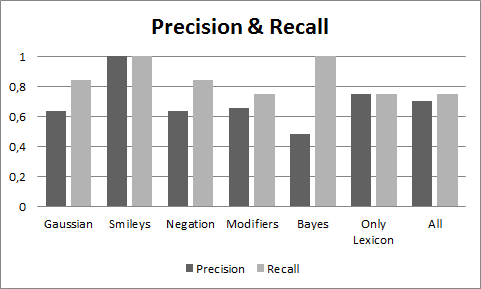 Precision & Recall
1
0,8
0,6
0,4
0,2
0
Gaussian Smileys Negation Modifiers Bayes Only Lexicon All
Precision Recall